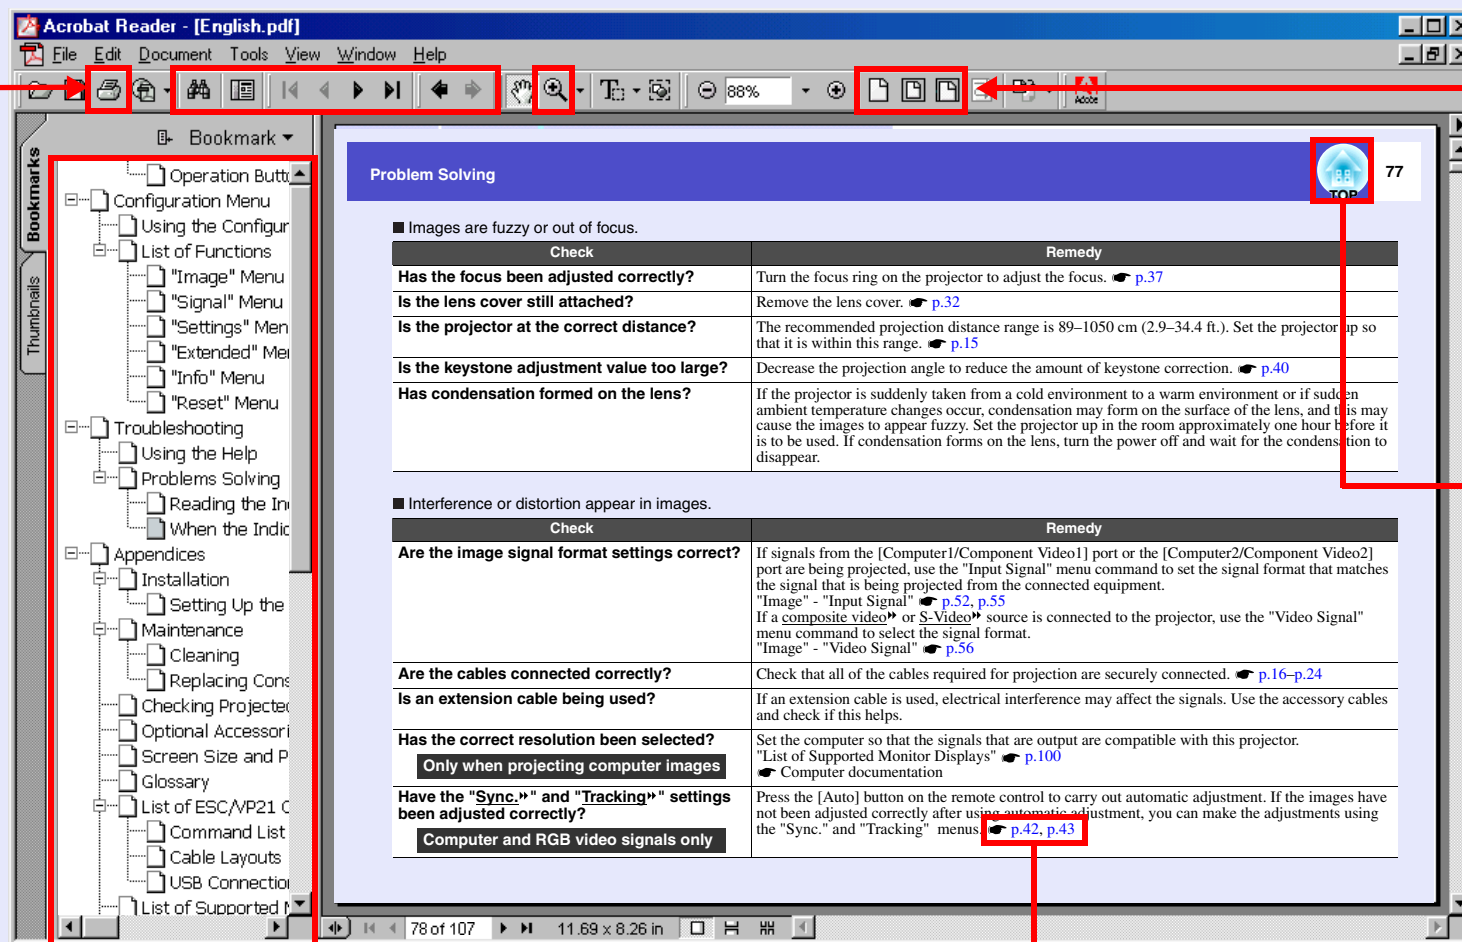 Acrobat Reader - [English.pdf]
File Edit Document Tools View Window Help
88%
Adobe
Bookmarks
Thumbnails
Bookmark
Operation Butt
Configuration Menu
Using the Configur
List of Functions
"Image" Menu
"Signal" Menu
"Settings" Men
"Extended" Me
"Info" Menu
"Reset" Menu
Troubleshooting
Using the Help
Problems Solving
Reading the In
When the Indic
Appendices
Installation
Setting Up the
Maintenance
Cleaning
Replacing Cons
Checking Projected
Optional Accessori
Screen Size and P
Glossary
List of ESC/VP21 C
Command List
Cable Layouts
USB Connection
List of Supported M
Problem Solving
TOP
77
■ Images are fuzzy or out of focus.
Check Remedy
Has the focus been adjusted correctly? Turn the focus ring on the projector to adjust the focus. ☛ p.37
Is the lens cover still attached? Remove the lens cover. ☛ p.32
Is the projector at the correct distance? The recommended projection distance range is 89–1050 cm (2.9–34.4 ft.). Set the projector up so
that it is within this range. ☛ p.15
Is the keystone adjustment value too large? Decrease the projection angle to reduce the amount of keystone correction. ☛ p.40
Has condensation formed on the lens? If the projector is suddenly taken from a cold environment to a warm environment or if sudden
ambient temperature changes occur, condensation may form on the surface of the lens, and this may
cause the images to appear fuzzy. Set the projector up in the room approximately one hour before it
is to be used. If condensation forms on the lens, turn the power off and wait for the condensation to
disappear.
■ Interference or distortion appear in images.
Check Remedy
Are the image signal format settings correct? If signals from the [Computer1/Component Video1] port or the [Computer2/Component Video2]
port are being projected, use the "Input Signal" menu command to set the signal format that matches
the signal that is being projected from the connected equipment.
"Image" - "Input Signal" ☛ p.52, p.55
If a composite video or S-Video source is connected to the projector, use the "Video Signal"
menu command to select the signal format.
"Image" - "Video Signal" ☛ p.56
Are the cables connected correctly? Check that all of the cables required for projection are securely connected. ☛ p.16–p.24
Is an extension cable being used? If an extension cable is used, electrical interference may affect the signals. Use the accessory cables
and check if this helps.
Has the correct resolution been selected? Set the computer so that the signals that are output are compatible with this projector.
Only when projecting computer images
"List of Supported Monitor Displays" ☛ p.100
☛ Computer documentation
Have the "Sync." and "Tracking" settings
been adjusted correctly?
Computer and RGB video signals only
Press the [Auto] button on the remote control to carry out automatic adjustment. If the images have
not been adjusted correctly after using automatic adjustment, you can make the adjustments using
the "Sync." and "Tracking" menus. ☛ p.42, p.43
78 of 107 11.69 x 8.26 in